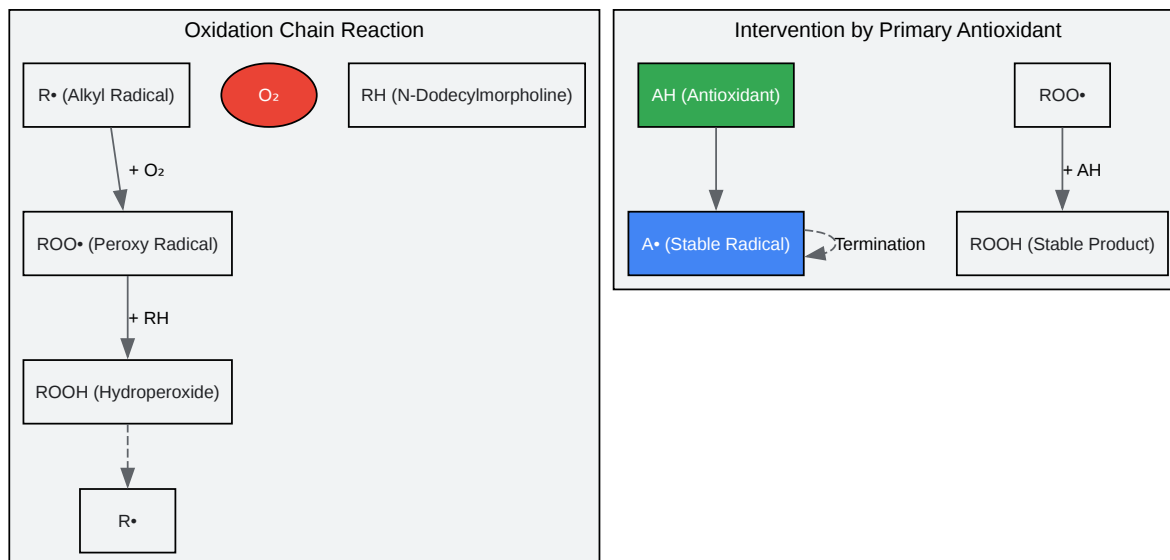 Oxidation Chain Reaction
R• (Alkyl Radical)
O₂
RH (N-Dodecylmorpholine)
+ O₂
ROO• (Peroxy Radical)
+ RH
ROOH (Hydroperoxide)
R•
Intervention by Primary Antioxidant
AH (Antioxidant)
ROO•
+ AH
A• (Stable Radical)
Termination
ROOH (Stable Product)